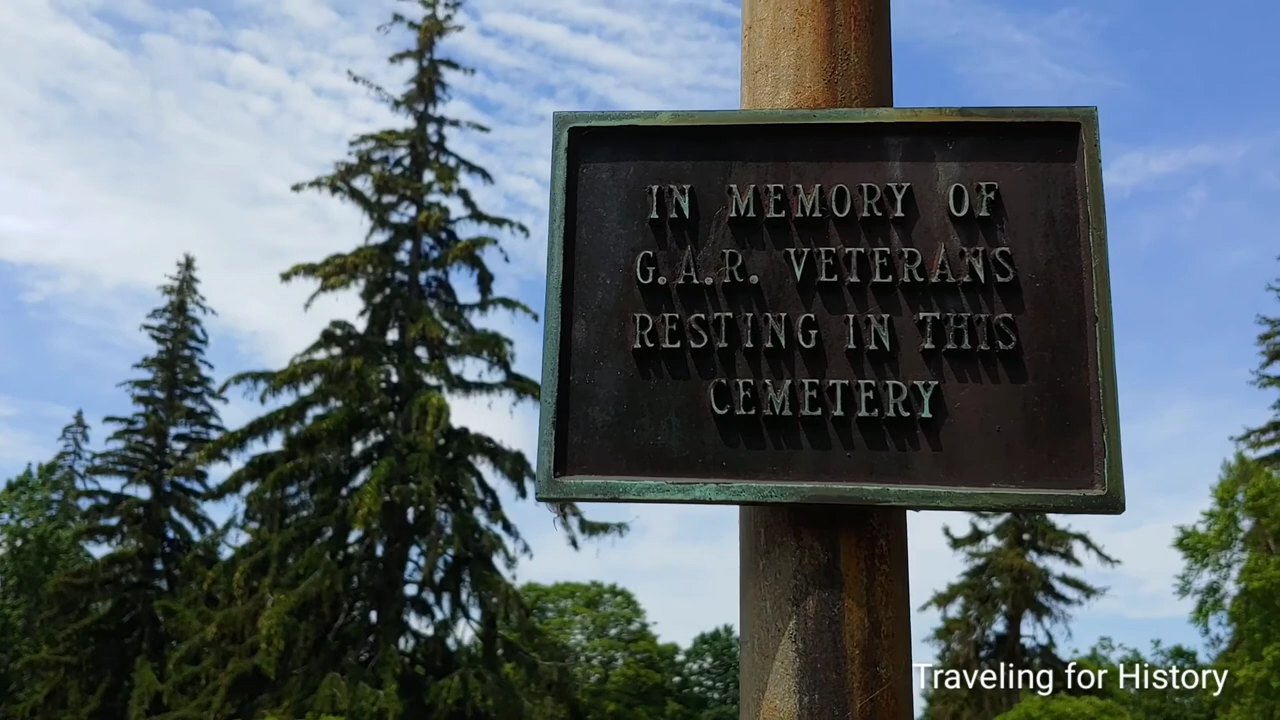 IN MEMORY OF
G.A.R. VETERANS
RESTING IN THIS
CEMETERY
Traveling for History